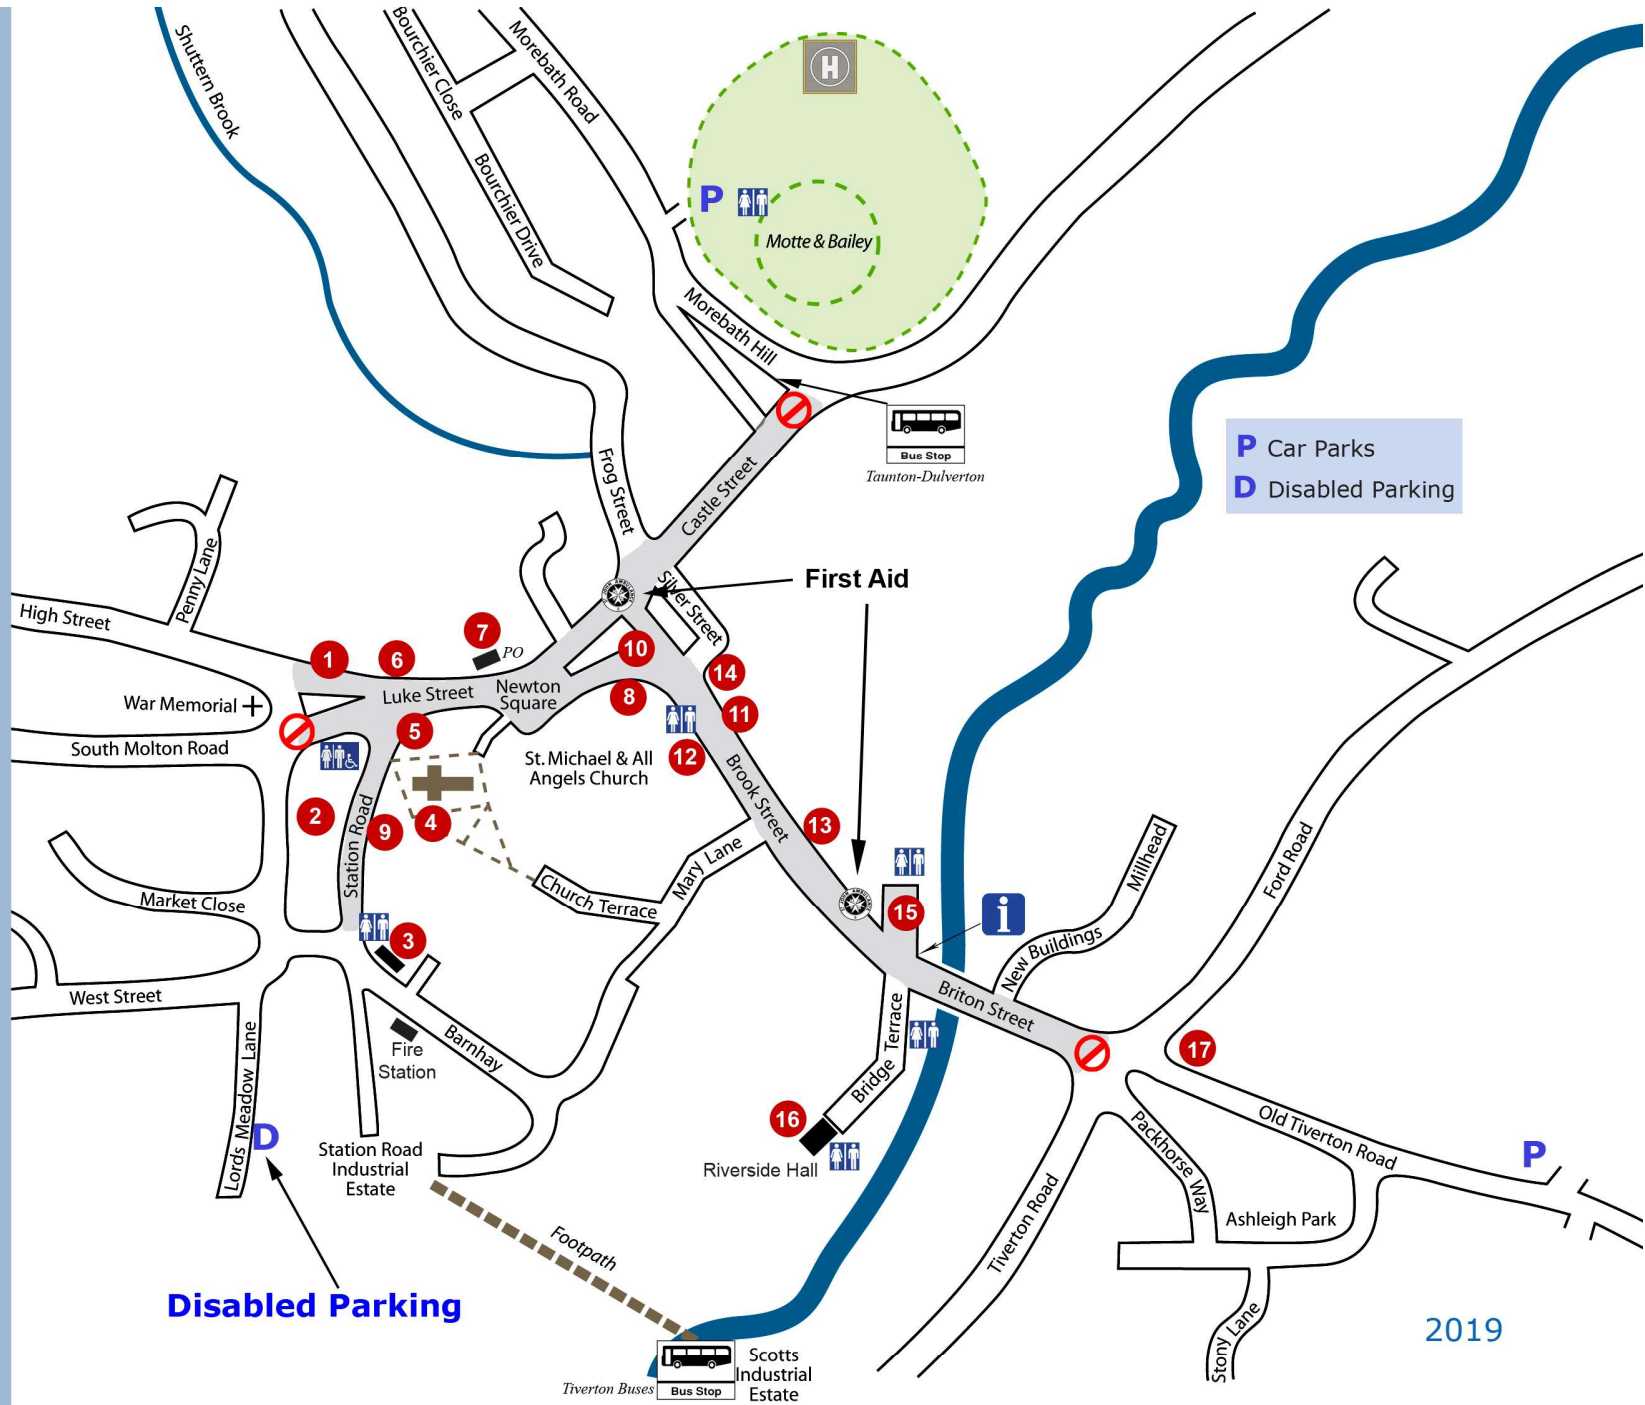 Shuttern Brook
Bourchier Close
Morebath Road
H
Bourchier Drive
P
Motte & Bailey
Morebath Hill
Bus Stop
Taunton-Dulverton
P Car Parks
D Disabled Parking
Frog Street
Castle Street
Silver Street
First Aid
Penny Lane
High Street
1
6
7
PO
10
14
8
11
Luke Street
Newton
Square
War Memorial
5
South Molton Road
12
St. Michael & All
Angels Church
Brook Street
2
9
4
13
Station Road
Mary Lane
Church Terrace
Market Close
3
15
i
New Buildings
Millhead
Ford Road
West Street
Briton Street
Lords Meadow Lane
Barnhay
Fire
Station
Bridge Terrace
17
16
Riverside Hall
D
Station Road
Industrial
Estate
Old Tiverton Road
P
Packhorse Way
Tiverton Road
Ashleigh Park
Footpath
Disabled Parking
Stony Lane
2019
Scotts
Industrial
Estate
Tiverton Buses
Bus Stop